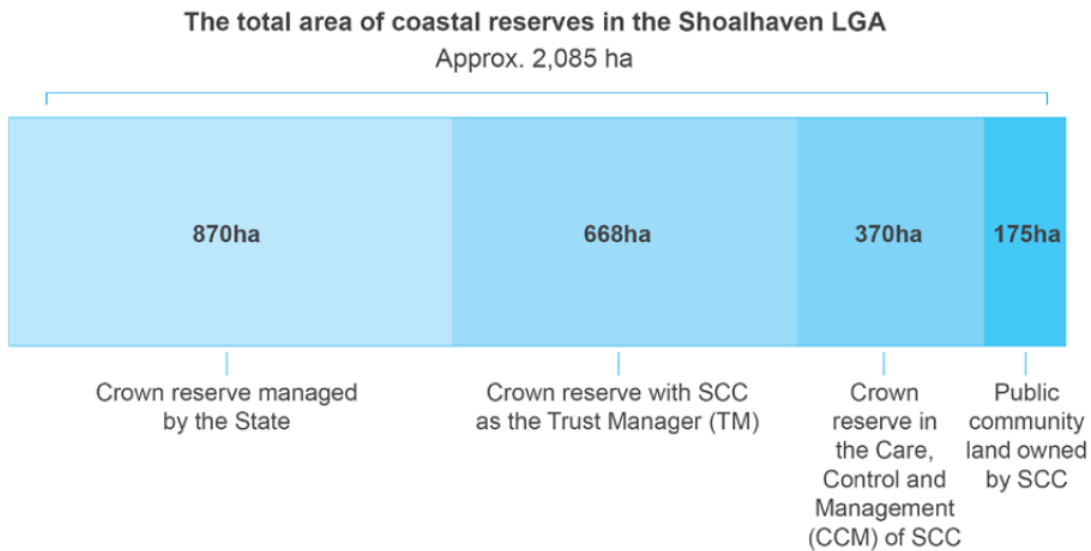 The total area of coastal reserves in the Shoalhaven LGA
Approx. 2,085 ha
870ha
668ha
370ha
175ha
Crown reserve managed
by the State
Crown reserve with SCC
as the Trust Manager (TM)
Crown
reserve in
the Care,
Control and
Management
(CCM) of SCC
Public
community
land owned
by SCC